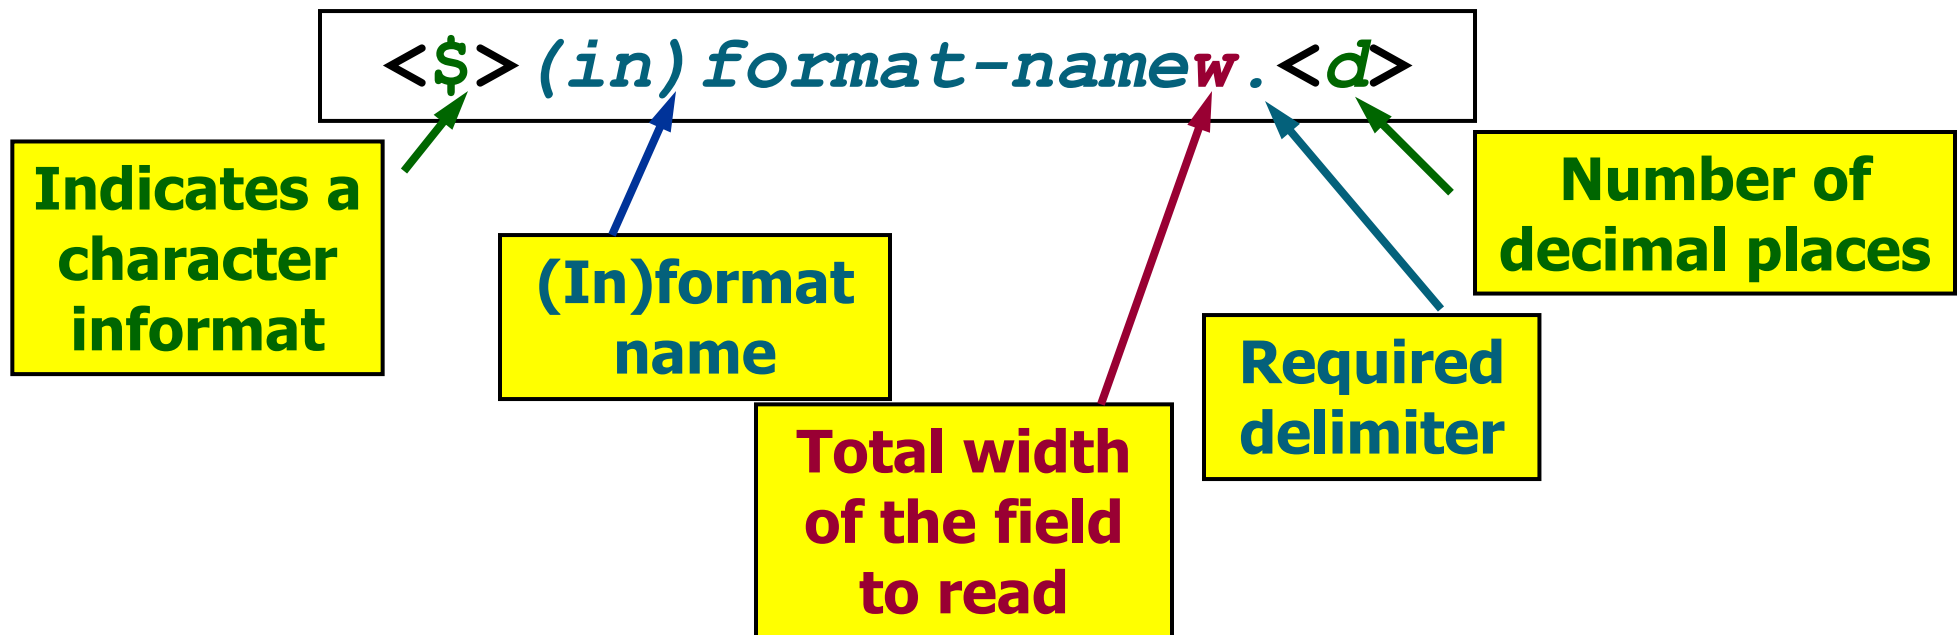 <$>(in)format-namew.<d>
Indicates a
character
informat
(In)format
name
Total width
of the field
to read
Required
delimiter
Number of
decimal places